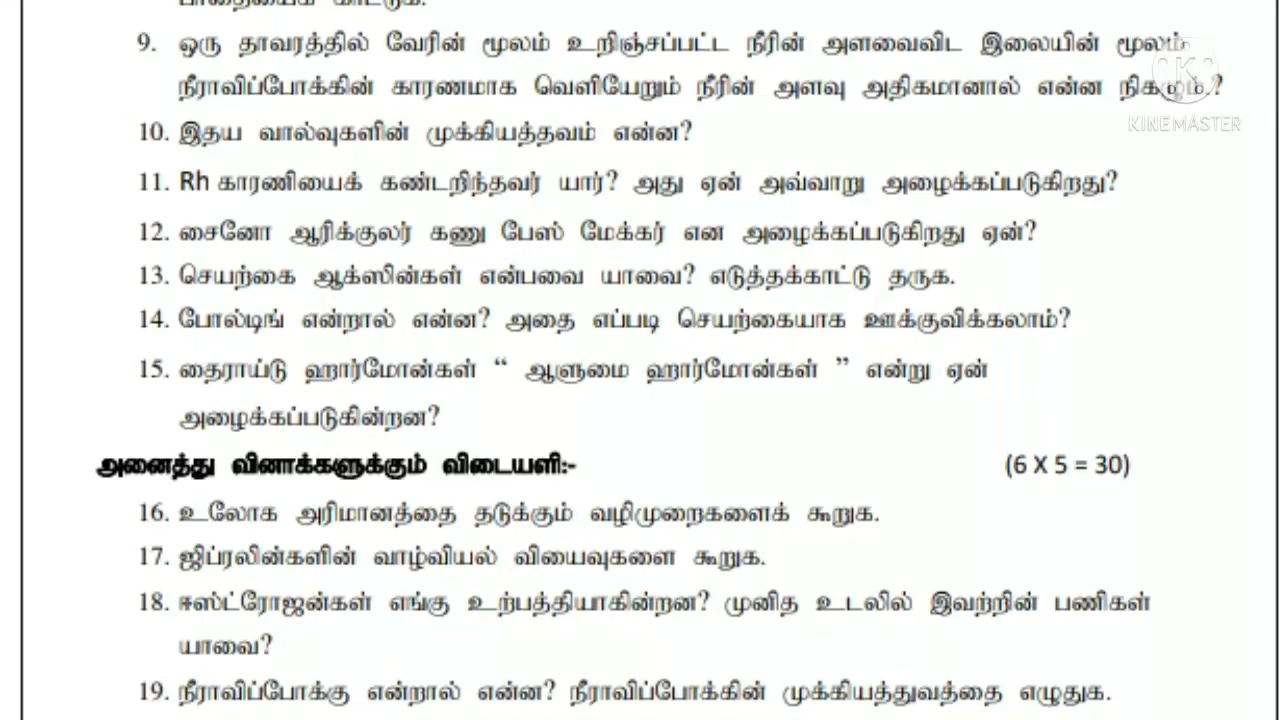 பாதையைக் காட்டுக.
9. ஒரு தாவரத்தில் வேரின் மூலம் உறிஞ்சப்பட்ட நீரின் அளவைவிட இலையின் மூலம்
நீராவிப்போக்கின் காரணமாக வெளியேறும் நீரின் அளவு அதிகமானால் என்ன நிகழும்.?
KINEMASTER
10. இதய வால்வுகளின் முக்கியத்தவம் என்ன?
11. Rh காரணியைக் கண்டறிந்தவர் யார்? அது ஏன் அவ்வாறு அழைக்கப்படுகிறது?
12. சைனோ ஆரிக்குலர் கணு பேஸ் மேக்கர் என அழைக்கப்படுகிறது ஏன்?
13. செயற்கை ஆக்ஸின்கள் என்பவை யாவை? எடுத்தக்காட்டு தருக.
14. போல்டிங் என்றால் என்ன? அதை எப்படி செயற்கையாக ஊக்குவிக்கலாம்?
15. தைராய்டு ஹார்மோன்கள் “ ஆளுமை ஹார்மோன்கள் ” என்று ஏன்
அழைக்கப்படுகின்றன?
அனைத்து வினாக்களுக்கும் விடையளி:- (6 X 5 = 30)
16. உலோக அரிமானத்தை தடுக்கும் வழிமுறைகளைக் கூறுக.
17. ஜிப்ரலின்களின் வாழ்வியல் வியைவுகளை கூறுக.
18. ஈஸ்ட்ரோஜன்கள் எங்கு உற்பத்தியாகின்றன? முனித உடலில் இவற்றின் பணிகள்
யாவை?
19. நீராவிப்போக்கு என்றால் என்ன? நீராவிப்போக்கின் முக்கியத்துவத்தை எழுதுக.